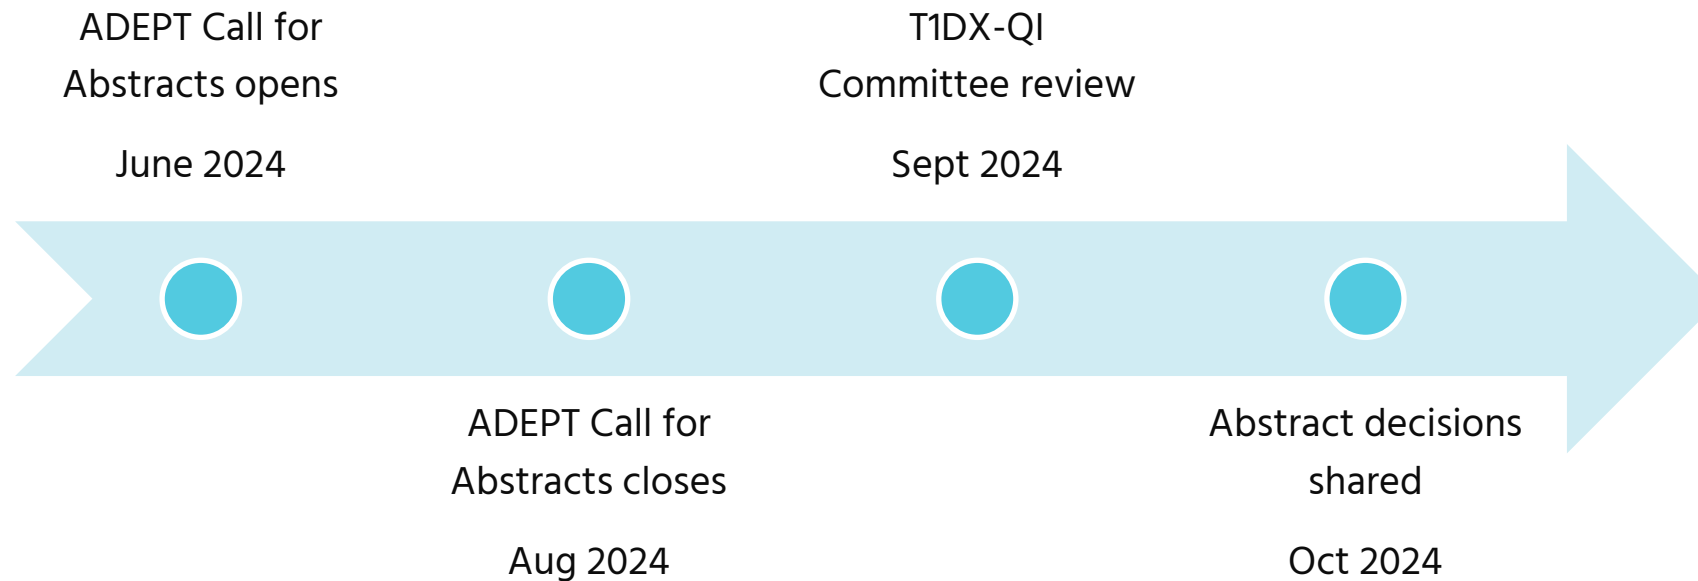 ADEPT Call for
Abstracts opens
June 2024
ADEPT Call for
Abstracts closes
Aug 2024
T1DX-QI
Committee review
Sept 2024
Abstract decisions
shared
Oct 2024